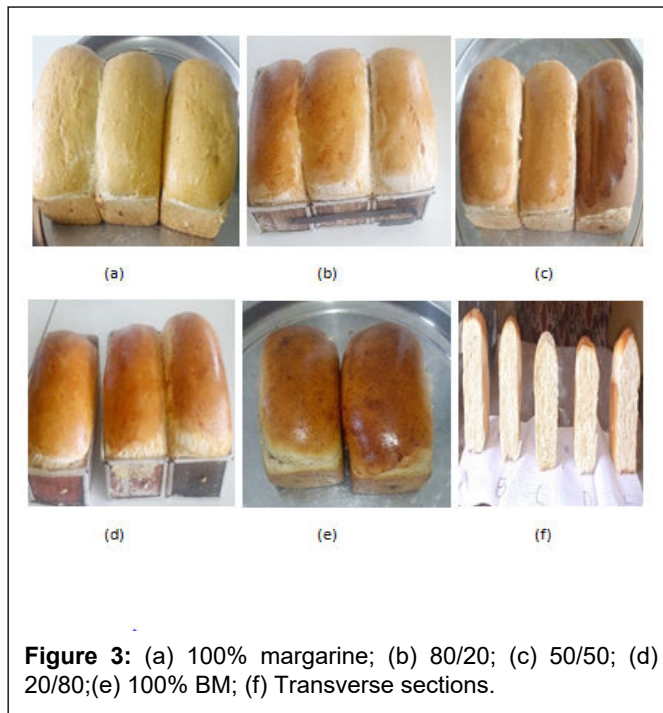 (a) (b) (c)
(d) (e) (f)
Figure 3: (a) 100% margarine; (b) 80/20; (c) 50/50; (d)
20/80;(e) 100% BM; (f) Transverse sections.